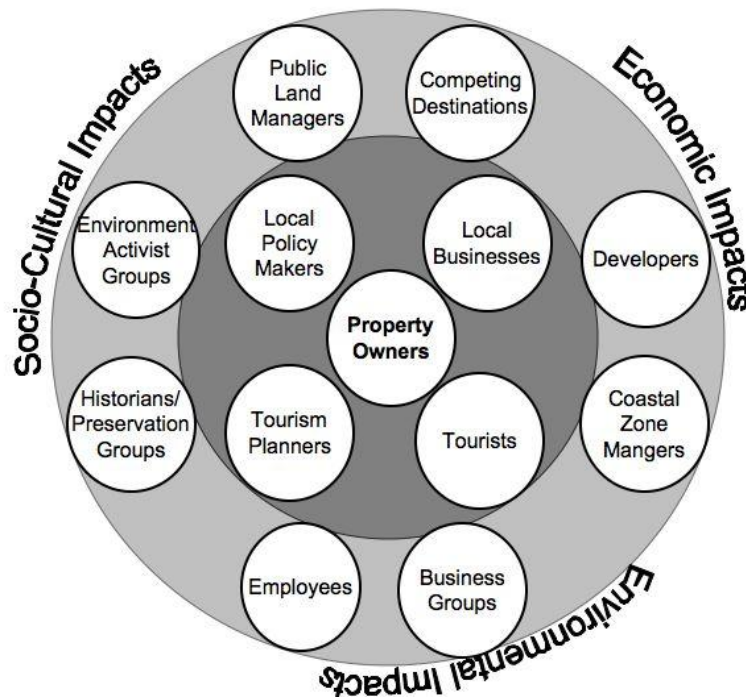 Socio-Cultural Impacts
Economic Impacts
Public
Land
Managers
Competing
Destinations
Environment
Activist
Groups
Local
Policy
Makers
Local
Businesses
Developers
Property
Owners
Historians/
Preservation
Groups
Tourism
Planners
Tourists
Coastal
Zone
Mangers
Employees
Business
Groups
Environmental Impacts